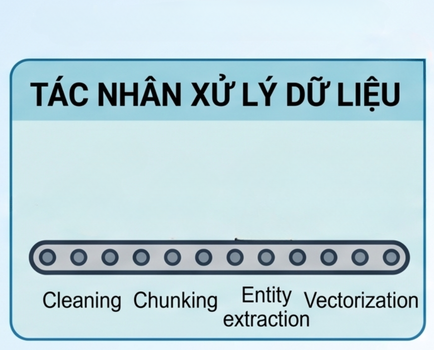 TÁC NHÂN XỬ LÝ DỮ LIỆU
Cleaning Chunking Entity extraction Vectorization